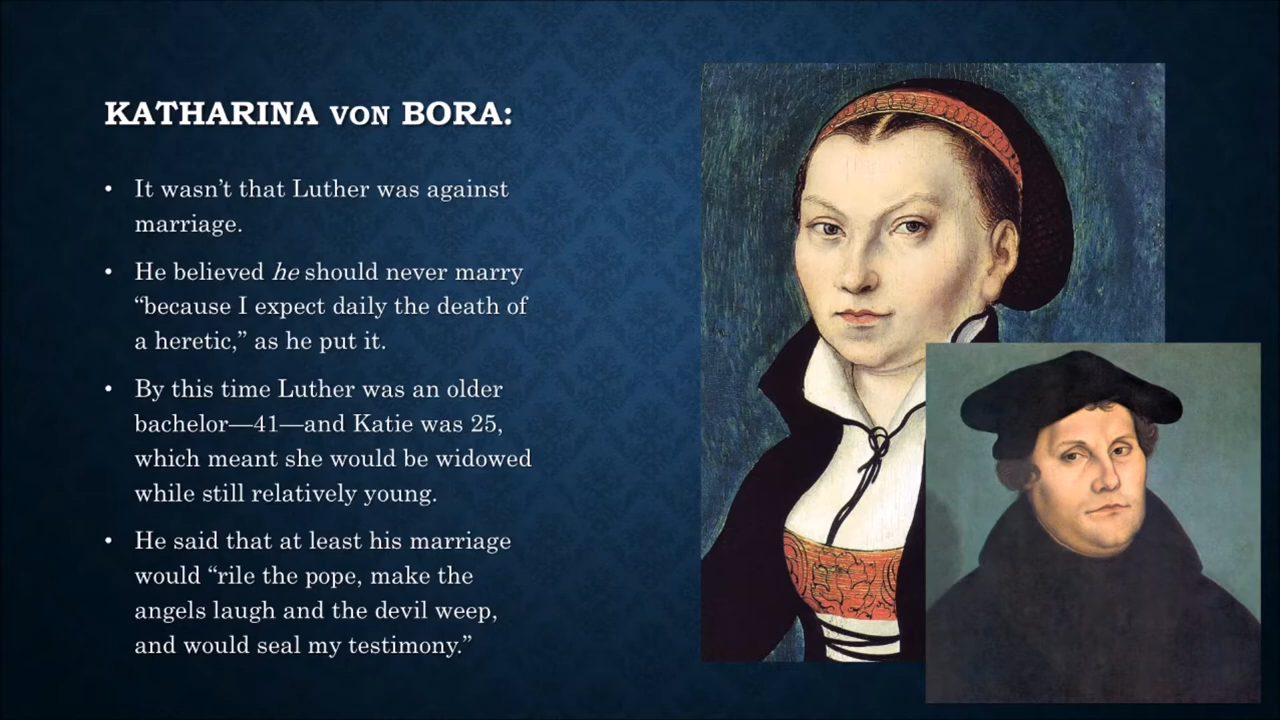 KATHARINA VON BORA:
• It wasn’t that Luther was against
marriage.
• He believed he should never marry
“because I expect daily the death of
a heretic,” as he put it.
• By this time Luther was an older
bachelor—41—and Katie was 25,
which meant she would be widowed
while still relatively young.
• He said that at least his marriage
would “rile the pope, make the
angels laugh and the devil weep,
and would seal my testimony.”